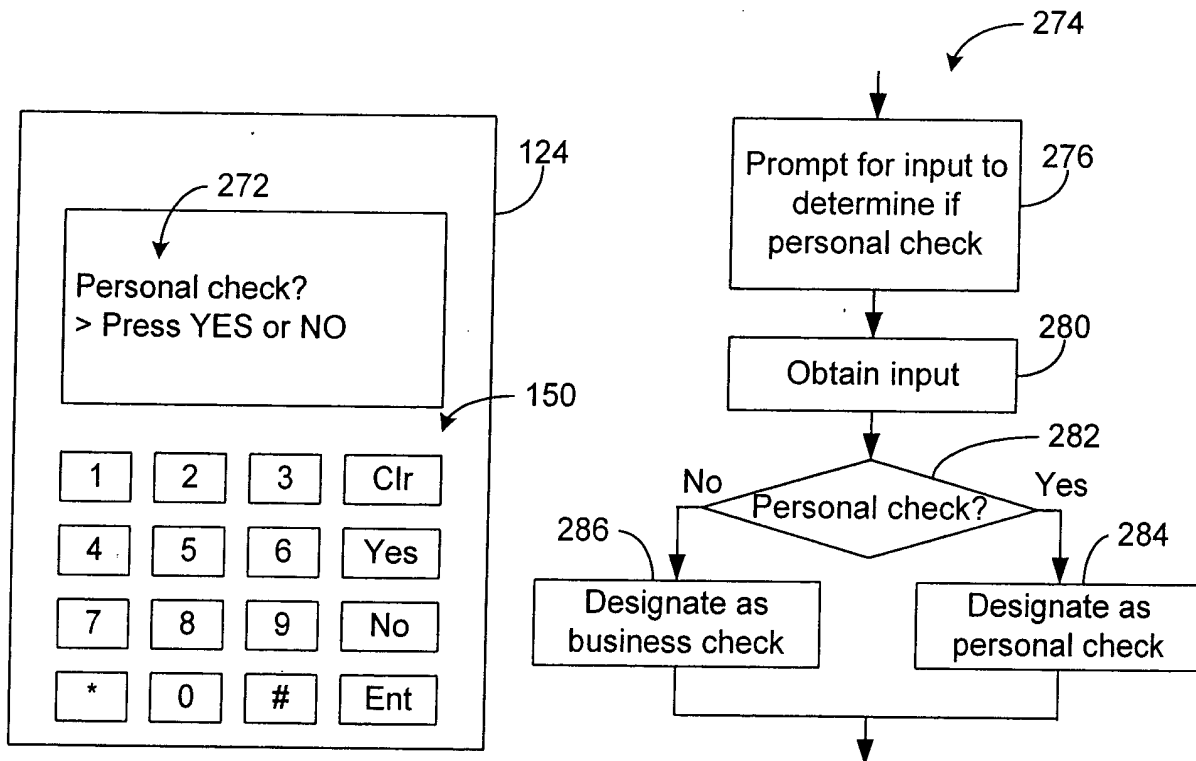 274
124
272
Personal check?
> Press YES or NO
150
1 2 3 Clr
4 5 6 Yes
7 8 9 No
* 0 # Ent
Prompt for input to
determine if
personal check
276
Obtain input
280
282
No
Personal check?
Yes
286
284
Designate as
business check
Designate as
personal check